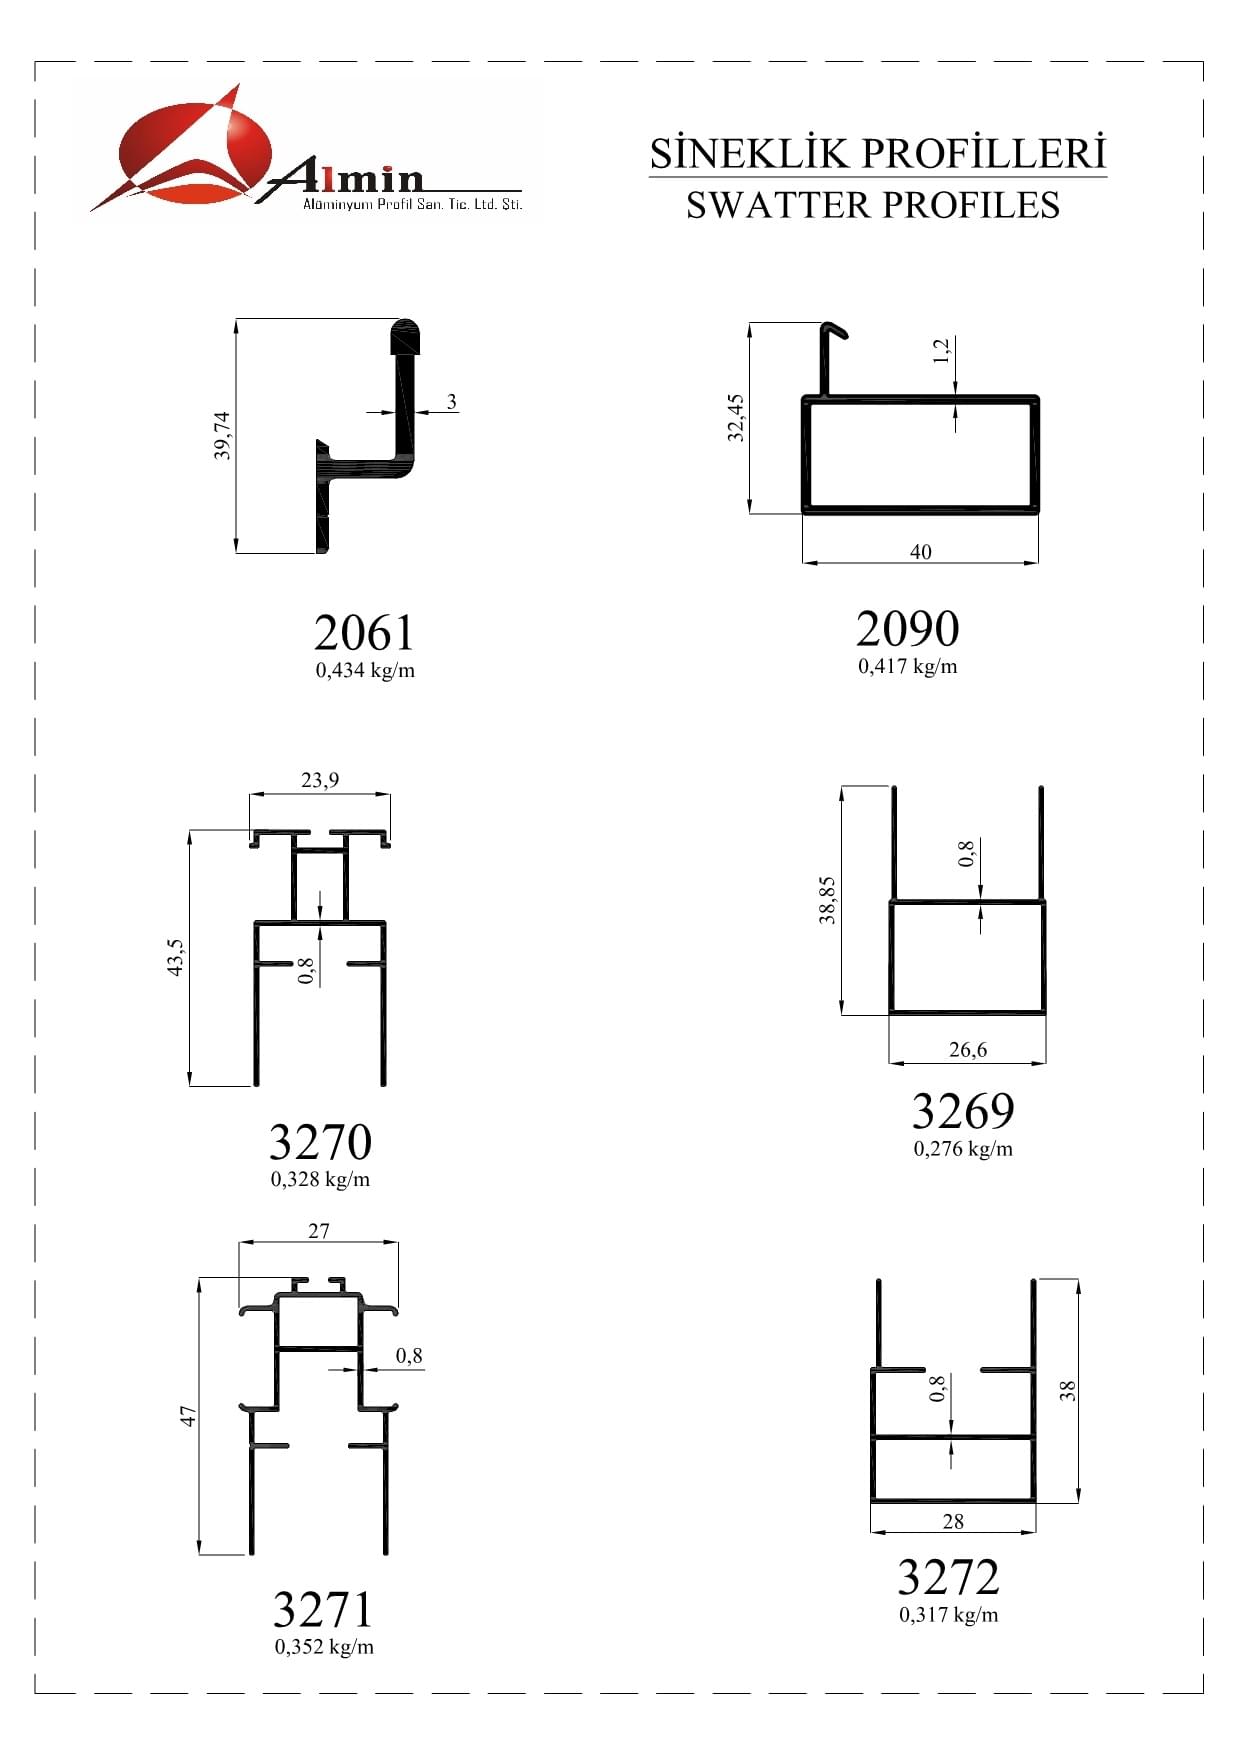 Almin
Alüminyum Profil San. Tic. Ltd. Şti.
SİNEKLİK PROFİLLERİ
SWATTER PROFILES
39,74
3
2061
0,434 kg/m
32,45
1,2
40
2090
0,417 kg/m
23,9
43,5
0,8
3270
0,328 kg/m
38,85
0,8
26,6
3269
0,276 kg/m
27
47
0,8
3271
0,352 kg/m
0,8
38
28
3272
0,317 kg/m